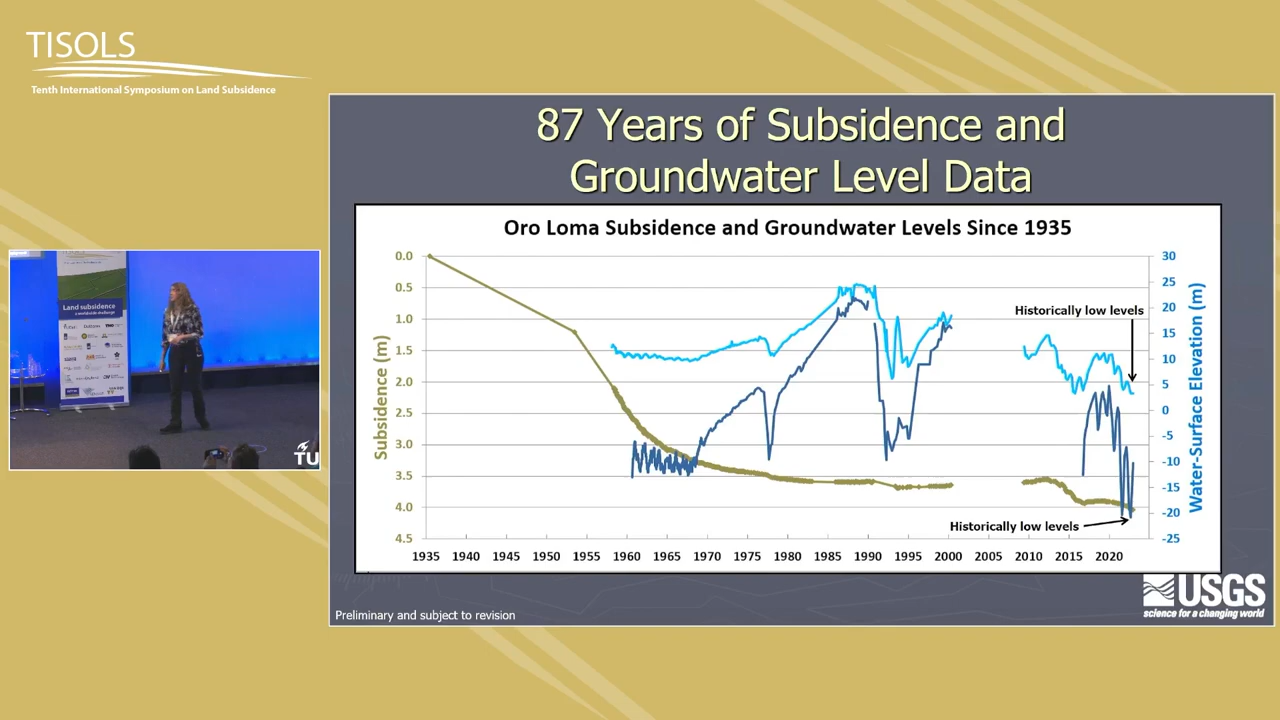 TISOLS
Tenth International Symposium on Land Subsidence
87 Years of Subsidence and
Groundwater Level Data
Oro Loma Subsidence and Groundwater Levels Since 1935
Subsidence (m)
0.0
0.5
1.0
1.5
2.0
2.5
3.0
3.5
4.0
4.5
30
25
20
15
10
5
0
-5
-10
-15
-20
-25
Water-Surface Elevation (m)
Historically low levels
Historically low levels
1935 1940 1945 1950 1955 1960 1965 1970 1975 1980 1985 1990 1995 2000 2005 2010 2015 2020
Land subsidence
TU
USGS
science for a changing world
Preliminary and subject to revision